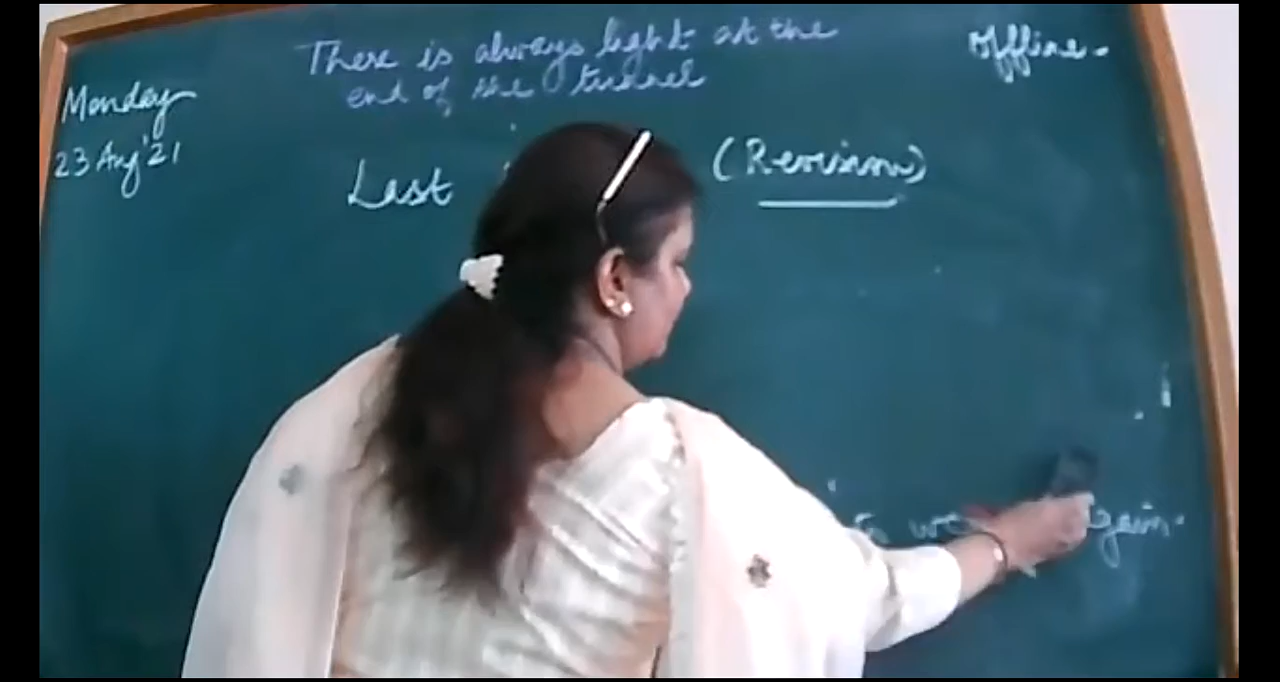 There is always light at the
end of the tunnel
offline.
Monday
23 Aug'21
Last (Revision)